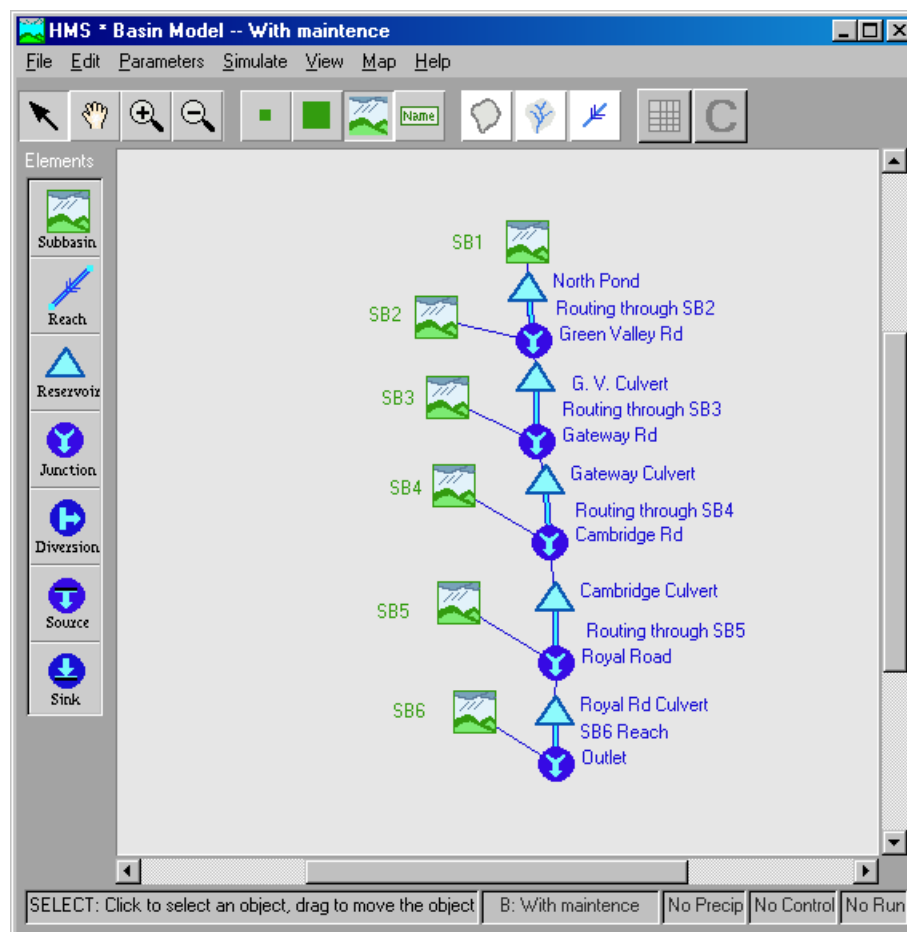 HMS * Basin Model -- With maintence
File Edit Parameters Simulate View Map Help
Name
C
Elements
Subbasin
Reach
Reservoir
Junction
Diversion
Source
Sink
SB1
North Pond
Routing through SB2
SB2
Green Valley Rd
G. V. Culvert
SB3
Routing through SB3
Gateway Rd
Gateway Culvert
SB4
Routing through SB4
Cambridge Rd
Cambridge Culvert
SB5
Routing through SB5
Royal Road
Royal Rd Culvert
SB6
SB6 Reach
Outlet
SELECT: Click to select an object, drag to move the object B: With maintence No Precip No Control No Run